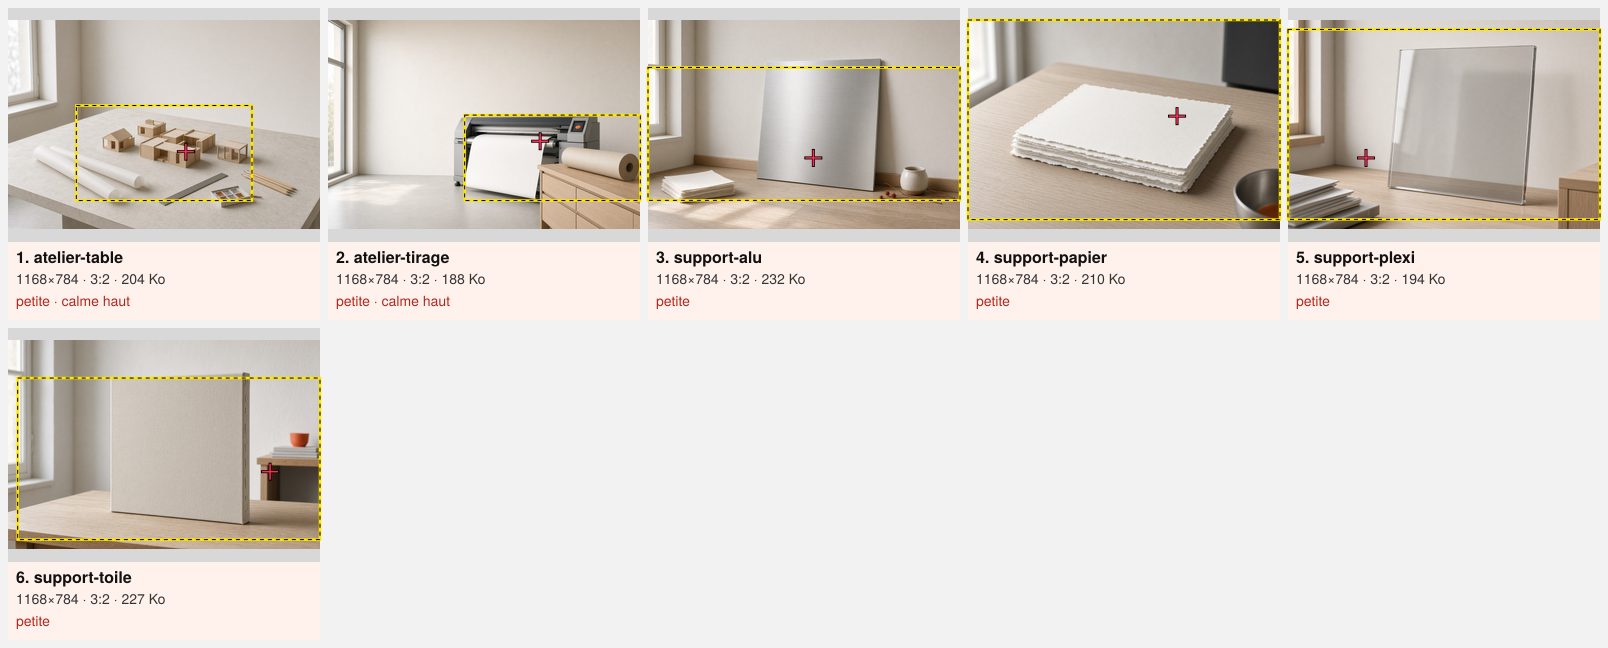 1. atelier-table
1168×784 · 3:2 · 204 Ko
petite · calme haut
2. atelier-tirage
1168×784 · 3:2 · 188 Ko
petite · calme haut
3. support-alu
1168×784 · 3:2 · 232 Ko
petite
4. support-papier
1168×784 · 3:2 · 210 Ko
petite
5. support-plexi
1168×784 · 3:2 · 194 Ko
petite
6. support-toile
1168×784 · 3:2 · 227 Ko
petite